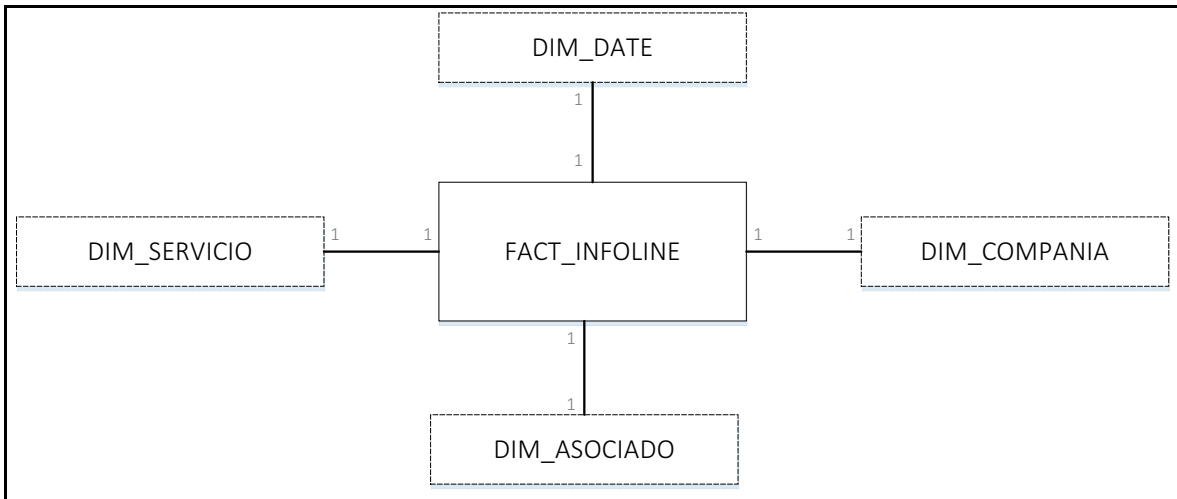 DIM_DATE
1
1
DIM_SERVICIO
1
1
FACT_INFOLINE
1
1
DIM_COMPANIA
1
1
DIM_ASOCIADO